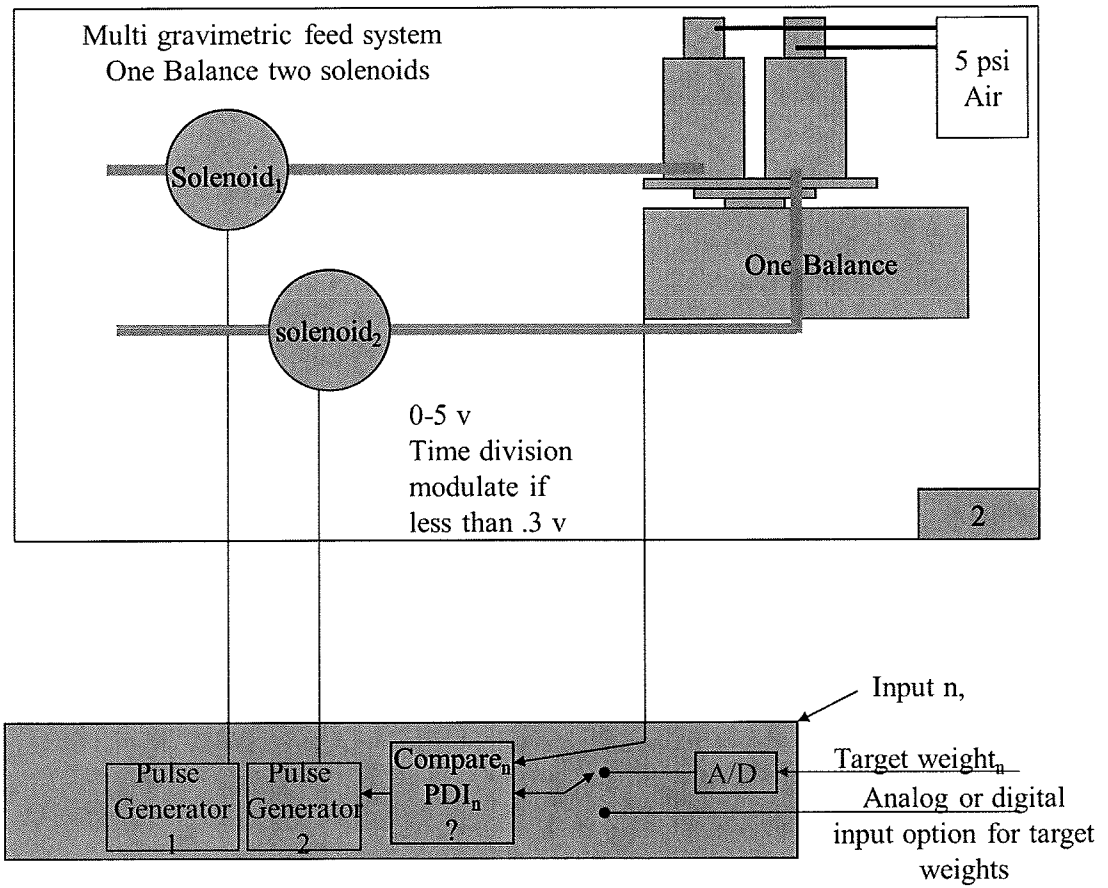 Multi gravimetric feed system
One Balance two solenoids
5 psi
Air
Solenoid₁
One Balance
solenoid₂
0-5 v
Time division
modulate if
less than .3 v
2
Input n,
Pulse
Generator
1
Pulse
Generator
2
Compareₙ
PDIₙ
?
A/D
Target weightₙ
Analog or digital
input option for target
weights